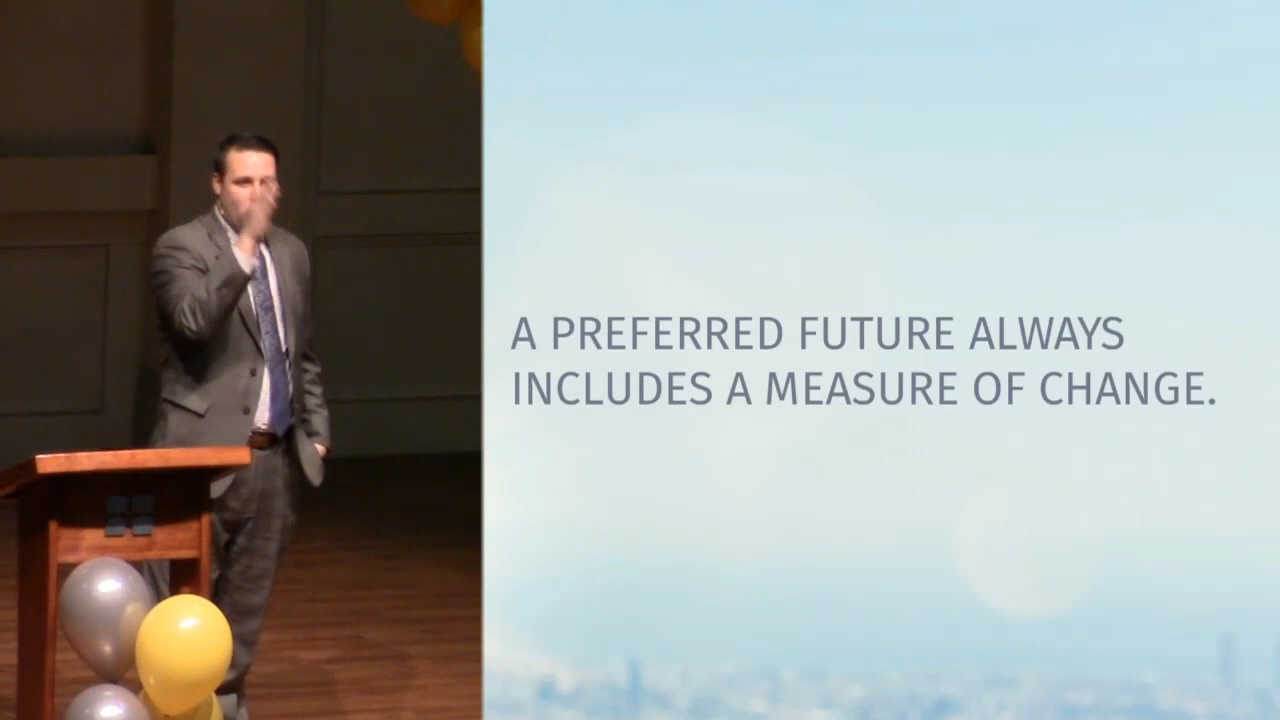 A PREFERRED FUTURE ALWAYS
INCLUDES A MEASURE OF CHANGE.